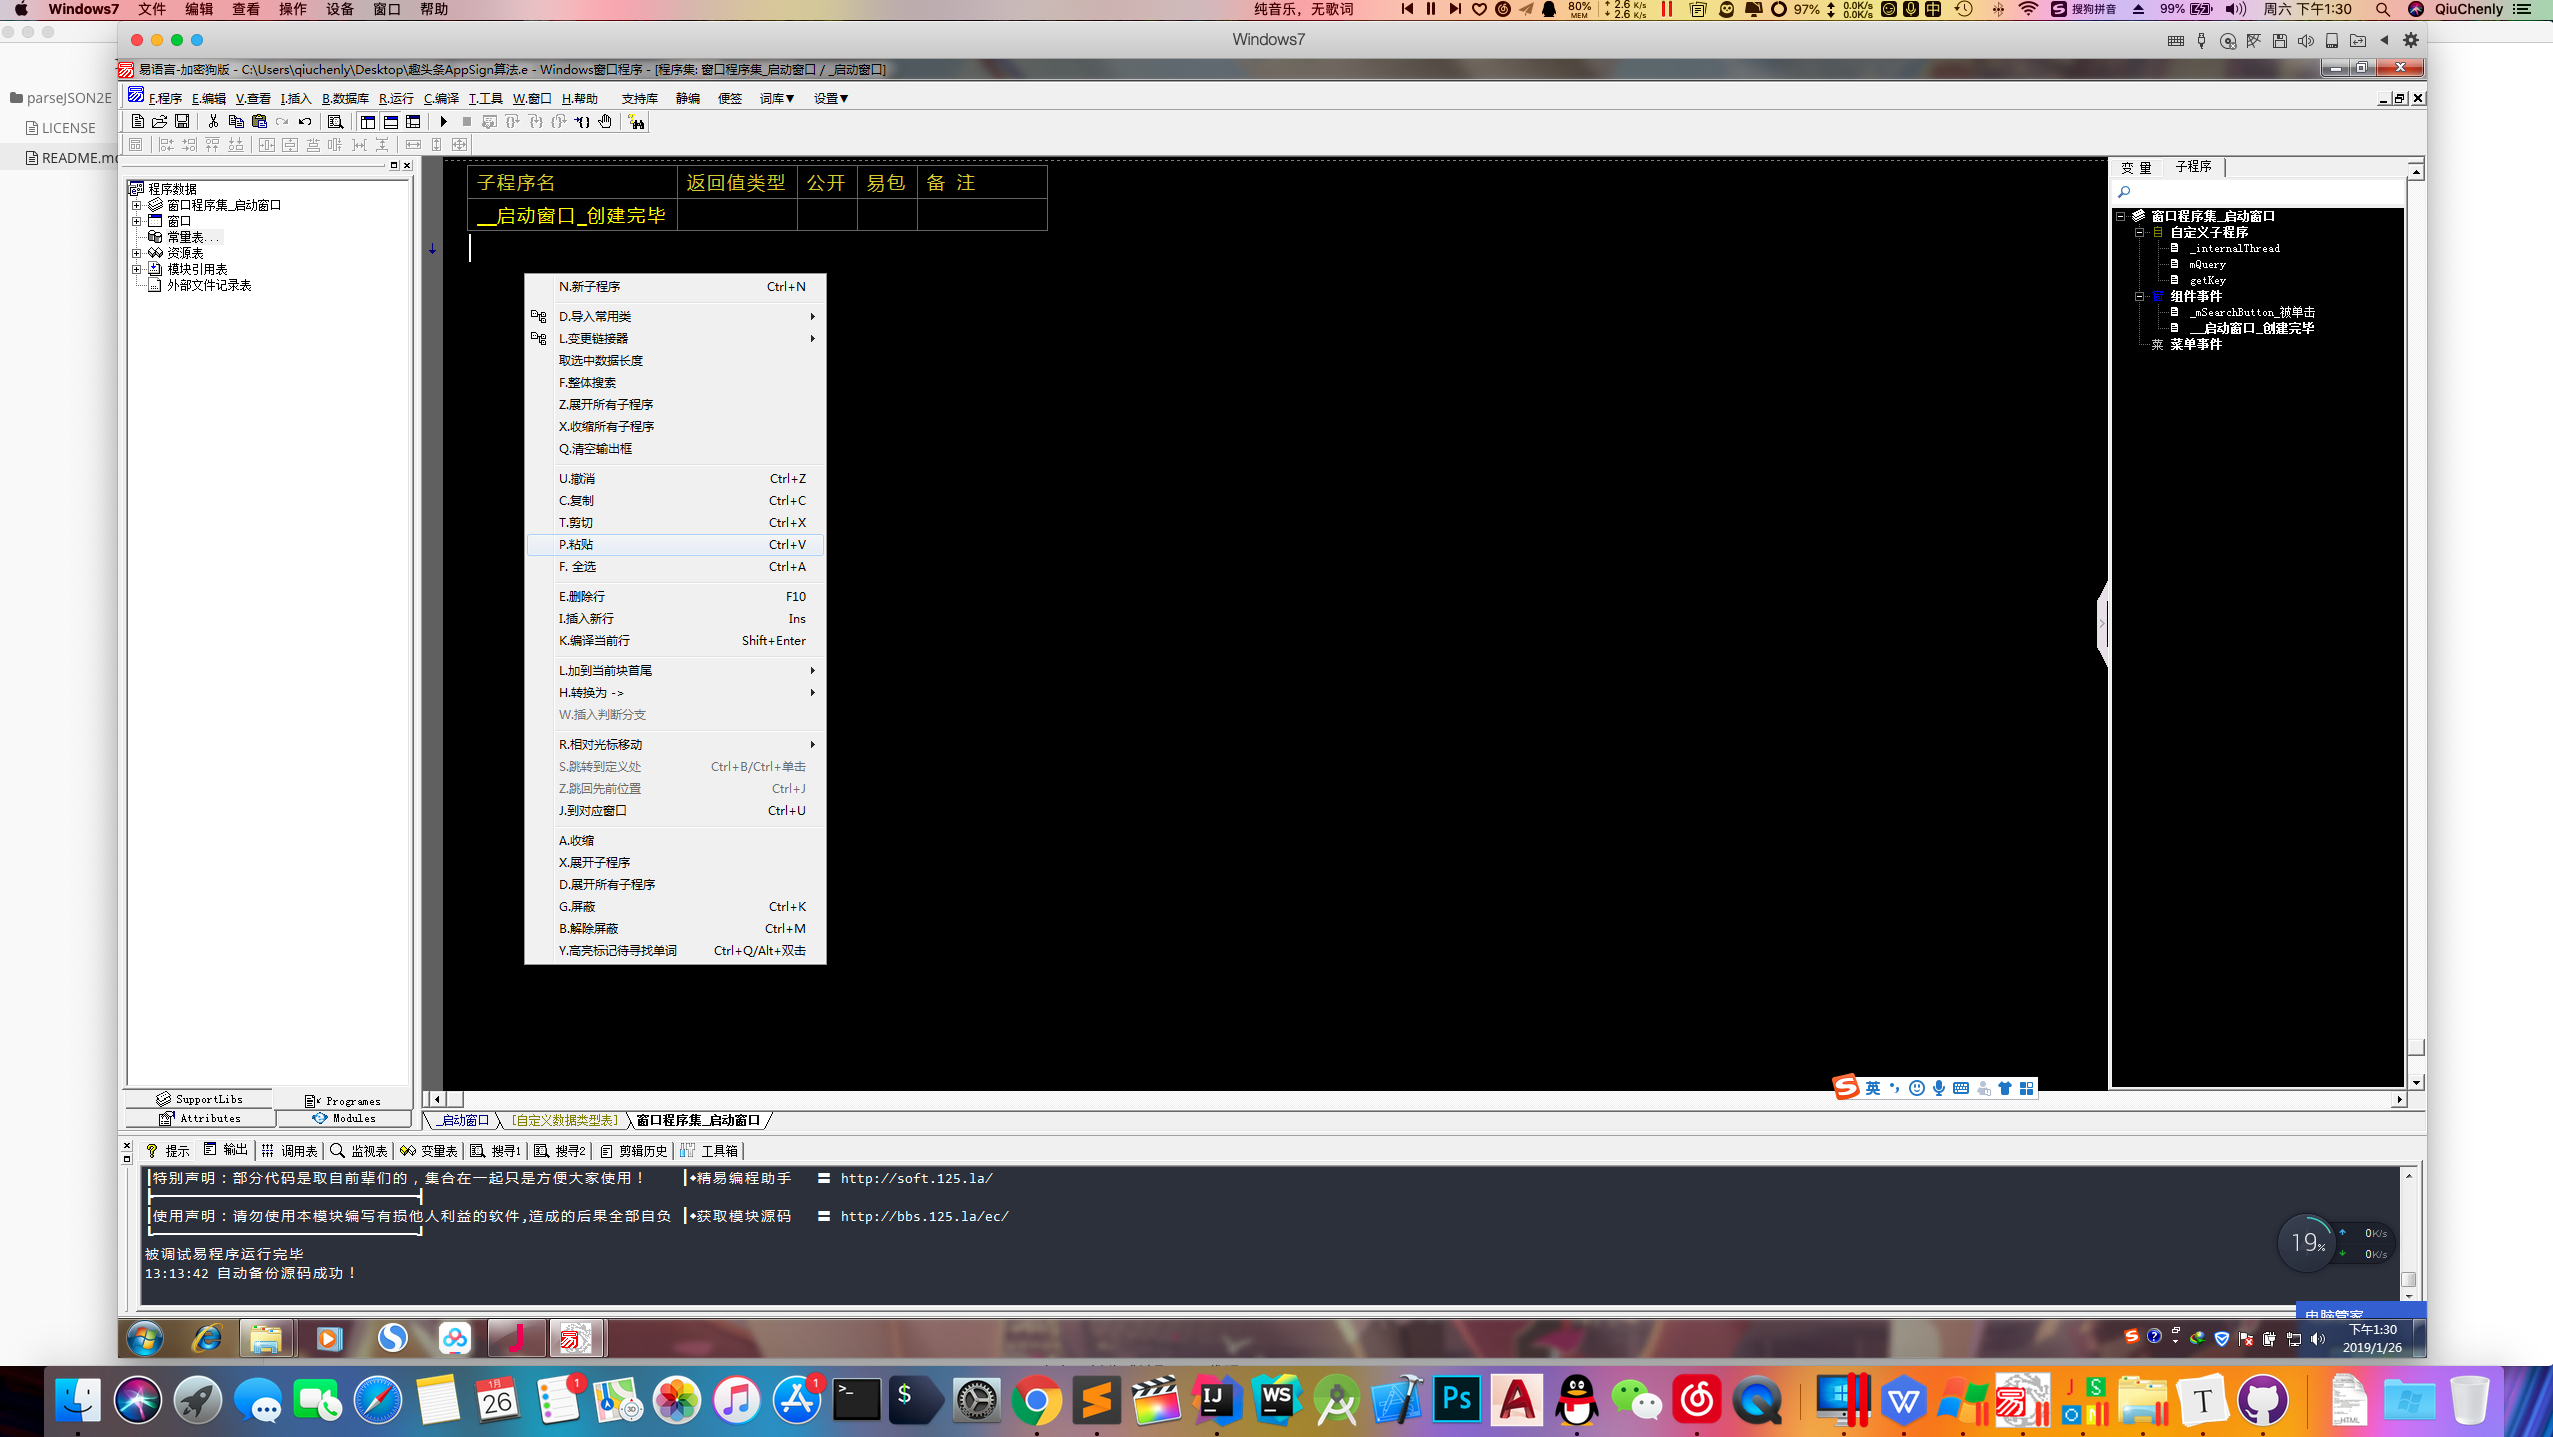 Windows7 文件 编辑 查看 操作 设备 窗口 帮助
纯音乐，无歌词 80% MEM 2.6 K/s 2.6 K/s 97% 0.0K/s 0.0K/s 搜狗拼音 99% 周六 下午1:30 QiuChenly
Windows7
parseJSON2E
LICENSE
README.md
易语言-加密狗版 - C:\Users\qiuchenly\Desktop\趣头条AppSign算法.e - Windows窗口程序 - [程序集: 窗口程序集_启动窗口 / _启动窗口]
F.程序 E.编辑 V.查看 I.插入 B.数据库 R.运行 C.编译 T.工具 W.窗口 H.帮助 支持库 静编 便签 词库▼ 设置▼
程序数据
窗口程序集_启动窗口
窗口
常量表...
资源表
模块引用表
外部文件记录表
SupportLibs
Programes
Attributes
Modules
子程序名 返回值类型 公开 易包 备 注
__启动窗口_创建完毕
N.新子程序 Ctrl+N
D.导入常用类
L.变更链接器
取选中数据长度
F.整体搜索
Z.展开所有子程序
X.收缩所有子程序
Q.清空输出框
U.撤消 Ctrl+Z
C.复制 Ctrl+C
T.剪切 Ctrl+X
P.粘贴 Ctrl+V
F. 全选 Ctrl+A
E.删除行 F10
I.插入新行 Ins
K.编译当前行 Shift+Enter
L.加到当前块首尾
H.转换为 ->
W.插入判断分支
R.相对光标移动
S.跳转到定义处 Ctrl+B/Ctrl+单击
Z.跳回先前位置 Ctrl+J
J.到对应窗口 Ctrl+U
A.收缩
X.展开子程序
D.展开所有子程序
G.屏蔽 Ctrl+K
B.解除屏蔽 Ctrl+M
Y.高亮标记待寻找单词 Ctrl+Q/Alt+双击
变 量 子程序
窗口程序集_启动窗口
自定义子程序
_internalThread
mQuery
getKey
组件事件
_mSearchButton_被单击
__启动窗口_创建完毕
菜 菜单事件
英
_启动窗口 [自定义数据类型表] 窗口程序集_启动窗口
提示 输出 调用表 监视表 变量表 搜寻1 搜寻2 剪辑历史 工具箱
特别声明：部分代码是取自前辈们的，集合在一起只是方便大家使用！ ◆精易编程助手 〓 http://soft.125.la/
使用声明：请勿使用本模块编写有损他人利益的软件,造成的后果全部自负 ◆获取模块源码 〓 http://bbs.125.la/ec/
被调试易程序运行完毕
13:13:42 自动备份源码成功！
19% 0K/s
0K/s
电脑管家
下午1:30
2019/1/26
1月 26 1 3D 1 IJ WS Ps W J S O N T HTML